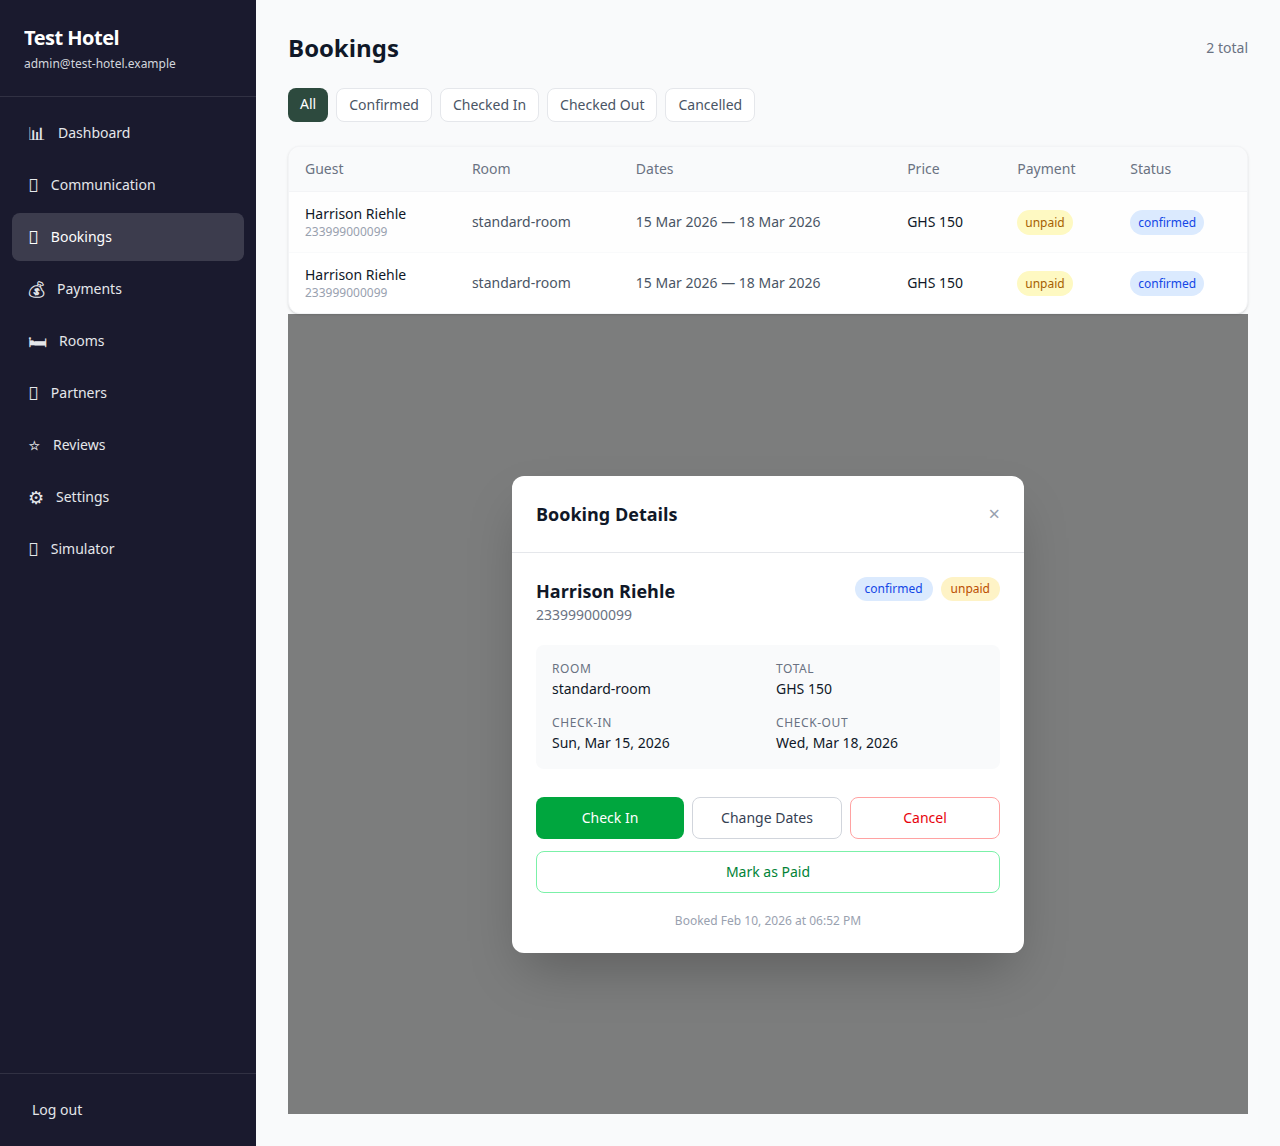 Test Hotel
admin@test-hotel.example
Dashboard
Communication
Bookings
Payments
Rooms
Partners
Reviews
Settings
Simulator
Log out
Bookings
2 total
All Confirmed Checked In Checked Out Cancelled
Guest Room Dates Price Payment Status
Harrison Riehle
233999000099
standard-room 15 Mar 2026 — 18 Mar 2026 GHS 150 unpaid confirmed
Harrison Riehle
233999000099
standard-room 15 Mar 2026 — 18 Mar 2026 GHS 150 unpaid confirmed
Booking Details ×
Harrison Riehle confirmed unpaid
233999000099
ROOM TOTAL
standard-room GHS 150
CHECK-IN CHECK-OUT
Sun, Mar 15, 2026 Wed, Mar 18, 2026
Check In Change Dates Cancel
Mark as Paid
Booked Feb 10, 2026 at 06:52 PM